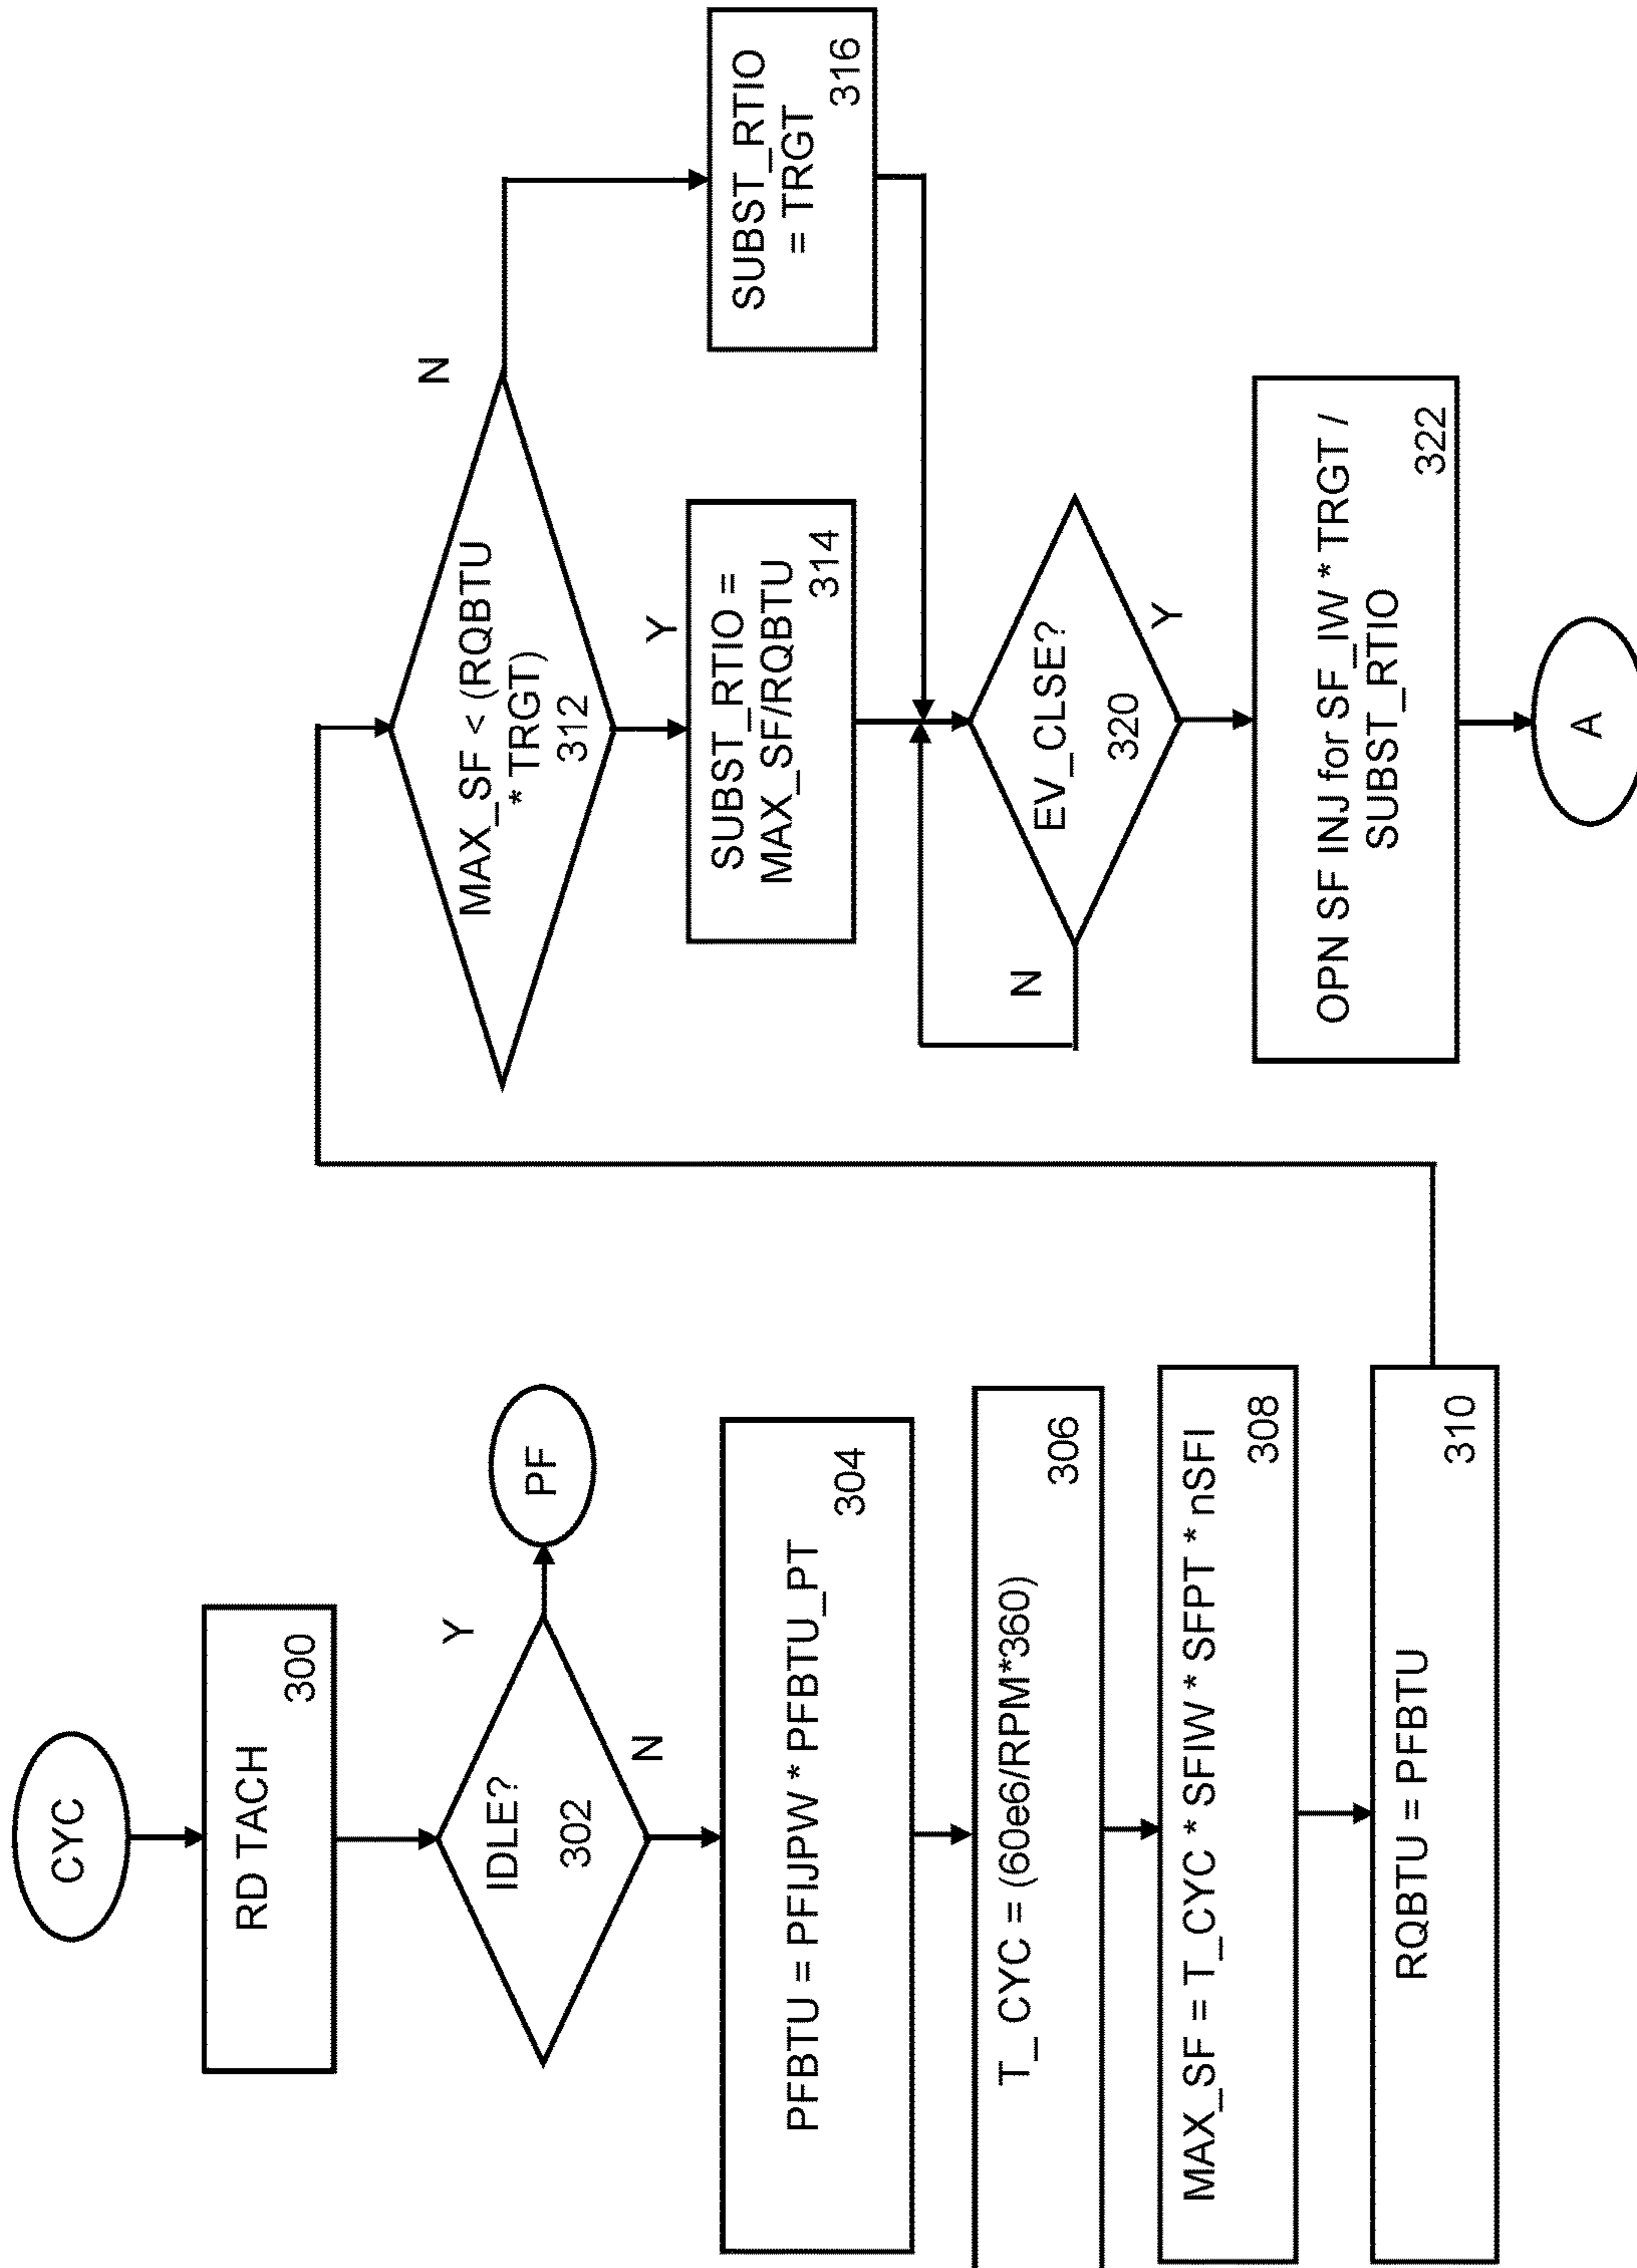 CYC
RD TACH
300
IDLE?
302
Y
PF
N
PFBTU = PFIJPW * PFBTU_PT
304
T_CYC = (60e6/RPM*360)
306
MAX_SF = T_CYC * SFIW * SFPT * nSFI
308
RQBTU = PFBTU
310
MAX_SF < (RQBTU
* TRGT)
312
N
Y
SUBST_RTIO =
MAX_SF/RQBTU
314
SUBST_RTIO
= TRGT
316
EV_CLSE?
320
N
Y
OPN SF INJ for SF_IW * TRGT /
SUBST_RTIO
322
A